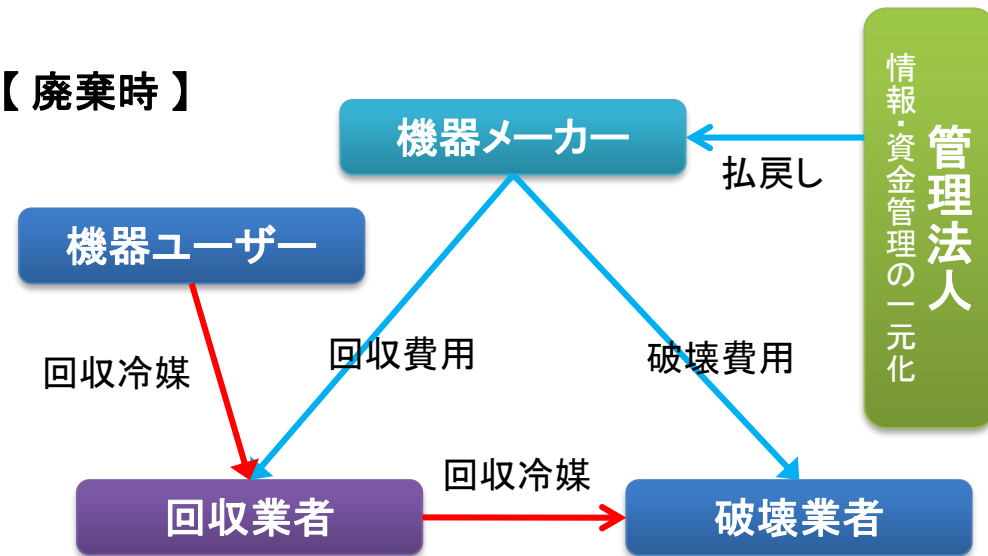 【 廃棄時 】
機器メーカー
払戻し
管理法人
情報・資金管理の一元化
機器ユーザー
回収冷媒
回収費用
破壊費用
回収冷媒
回収業者
破壊業者